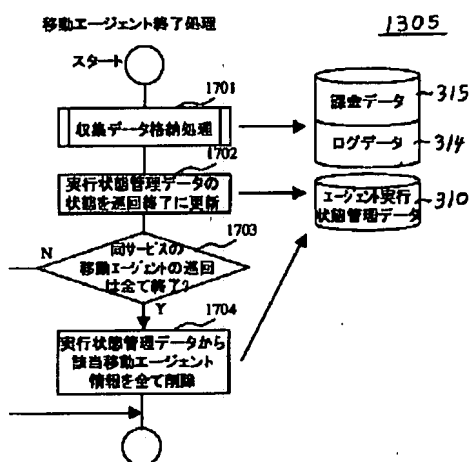 移動エージェント終了処理
1305
スタート
1701
収集データ格納処理
課金データ
315
ログデータ
314
1702
実行状態管理データの
状態を巡回終了に更新
エージェント実行
状態管理データ
310
1703
N
同サービスの
移動エージェントの巡回
は全て終了?
Y
1704
実行状態管理データから
該当移動エージェント
情報を全て削除